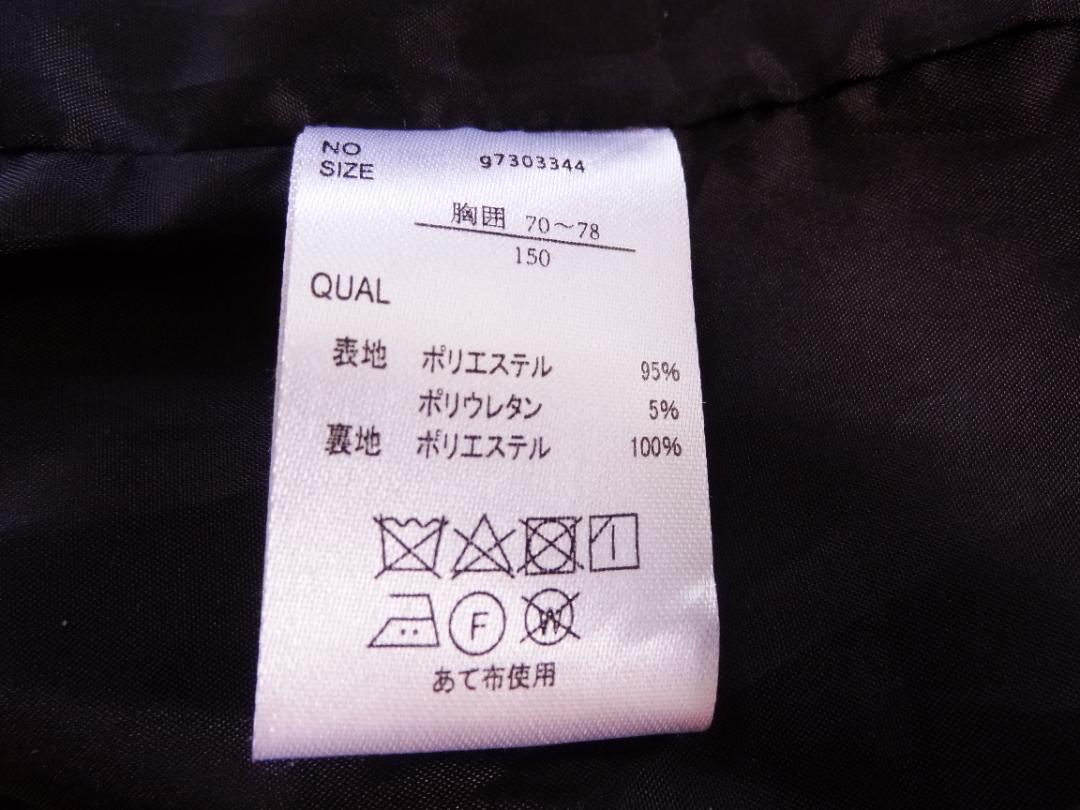 NO g7303344
SIZE
胸囲 70〜78
150
QUAL
表地 ポリエステル 95%
ポリウレタン 5%
裏地 ポリエステル 100%
F W
あて布使用